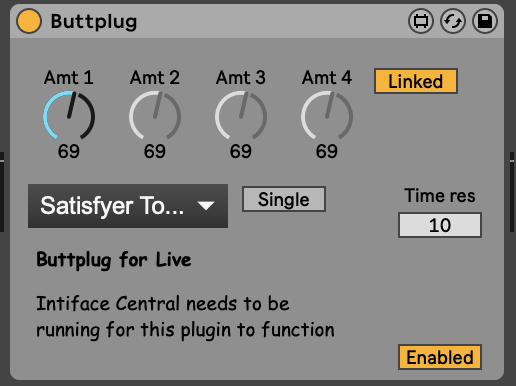 Buttplug
Amt 1 Amt 2 Amt 3 Amt 4 Linked
69 69 69 69
Satisfyer To... Single Time res
10
Buttplug for Live
Intiface Central needs to be
running for this plugin to function
Enabled